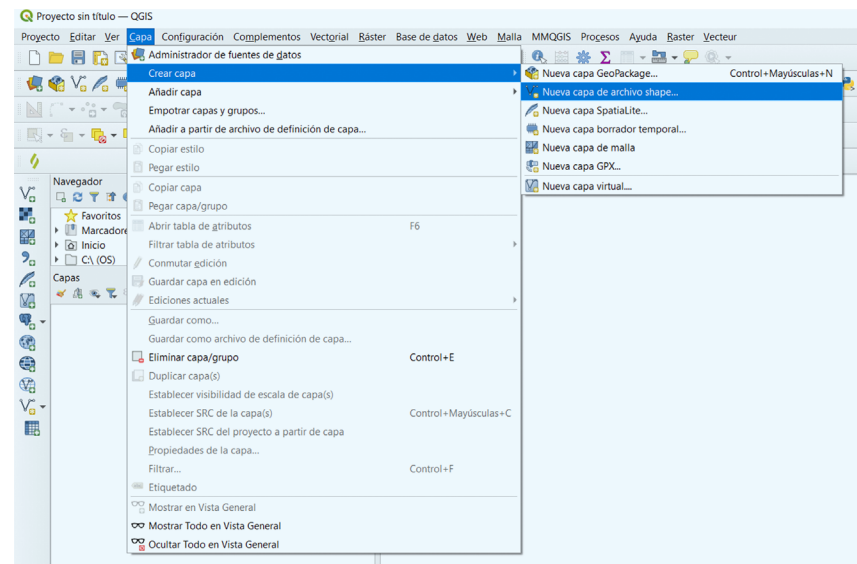 Proyecto sin título — QGIS
Proyecto Editar Ver Capa Configuración Complementos Vectorial Ráster Base de datos Web Malla MMQGIS Procesos Ayuda Raster Vecteur
Administrador de fuentes de datos
Crear capa
Nueva capa GeoPackage... Control+Mayúsculas+N
Añadir capa
Nueva capa de archivo shape...
Empotrar capas y grupos...
Nueva capa SpatiaLite...
Añadir a partir de archivo de definición de capa...
Nueva capa borrador temporal...
Copiar estilo
Nueva capa de malla
Pegar estilo
Nueva capa GPX...
Navegador
Copiar capa
Nueva capa virtual...
Pegar capa/grupo
Favoritos
Abrir tabla de atributos F6
Inicio
Filtrar tabla de atributos
C:\ (OS)
Conmutar edición
Capas
Guardar capa en edición
Ediciones actuales
Guardar como...
Guardar como archivo de definición de capa...
Eliminar capa/grupo Control+E
Duplicar capa(s)
Establecer visibilidad de escala de capa(s)
Establecer SRC de la capa(s) Control+Mayúsculas+C
Establecer SRC del proyecto a partir de capa
Propiedades de la capa...
Filtrar... Control+F
Etiquetado
Mostrar en Vista General
Mostrar Todo en Vista General
Ocultar Todo en Vista General